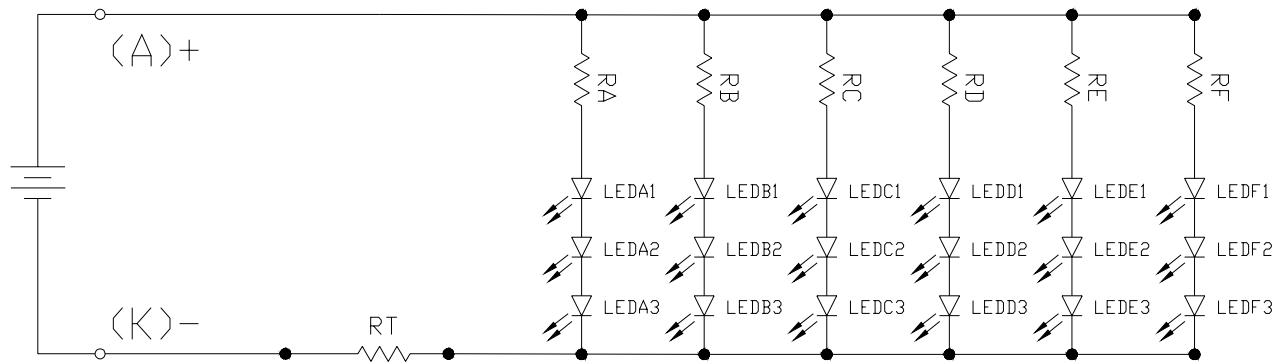 (A)+
RA RB RC RD RE RF
LEDA1 LEDB1 LEDC1 LEDD1 LEDE1 LEDF1
LEDA2 LEDB2 LEDC2 LEDD2 LEDE2 LEDF2
LEDA3 LEDB3 LEDC3 LEDD3 LEDE3 LEDF3
(K)-
RT